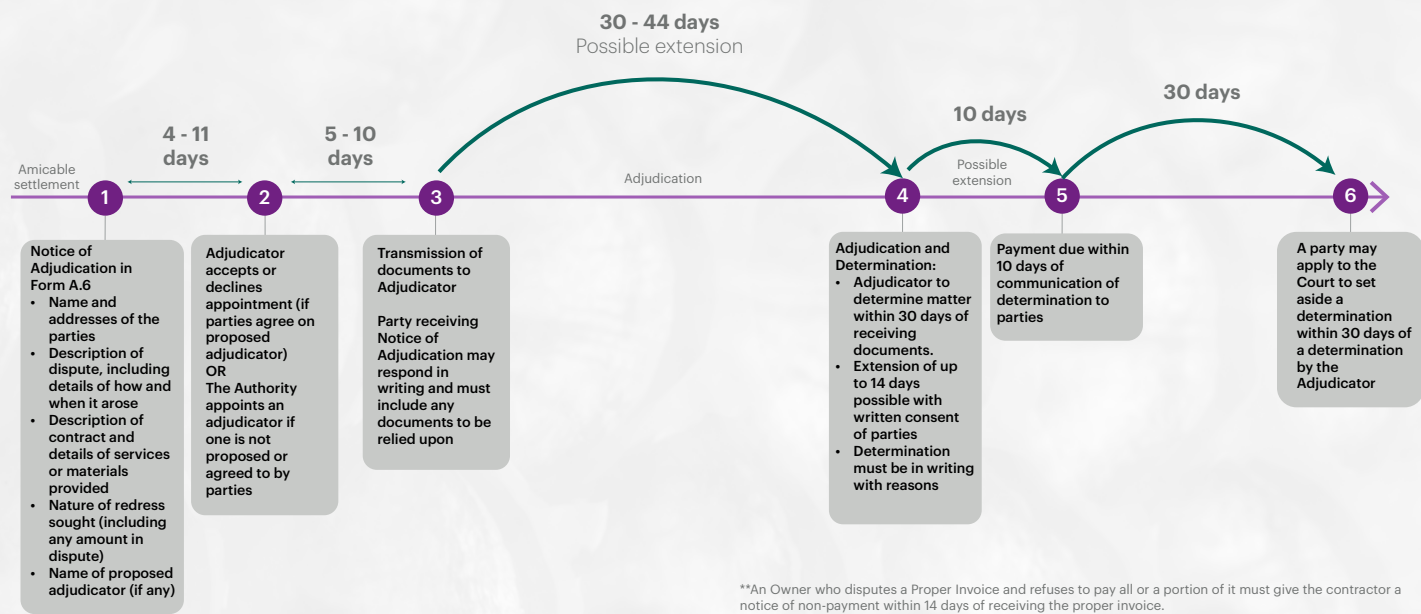 30 - 44 days
Possible extension
10 days
30 days
4 - 11
days
5 - 10
days
Amicable
settlement
Adjudication
Possible
extension
1
2
3
4
5
6
Notice of
Adjudication in
Form A.6
• Name and
addresses of the
parties
• Description of
dispute, including
details of how and
when it arose
• Description of
contract and
details of services
or materials
provided
• Nature of redress
sought (including
any amount in
dispute)
• Name of proposed
adjudicator (if any)
Adjudicator
accepts or
declines
appointment (if
parties agree on
proposed
adjudicator)
OR
The Authority
appoints an
adjudicator if
one is not
proposed or
agreed to by
parties
Transmission of
documents to
Adjudicator
Party receiving
Notice of
Adjudication may
respond in
writing and must
include any
documents to be
relied upon
Adjudication and
Determination:
• Adjudicator to
determine matter
within 30 days of
receiving
documents.
• Extension of up
to 14 days
possible with
written consent
of parties
• Determination
must be in writing
with reasons
Payment due within
10 days of
communication of
determination to
parties
A party may
apply to the
Court to set
aside a
determination
within 30 days of
a determination
by the
Adjudicator
**An Owner who disputes a Proper Invoice and refuses to pay all or a portion of it must give the contractor a
notice of non-payment within 14 days of receiving the proper invoice.